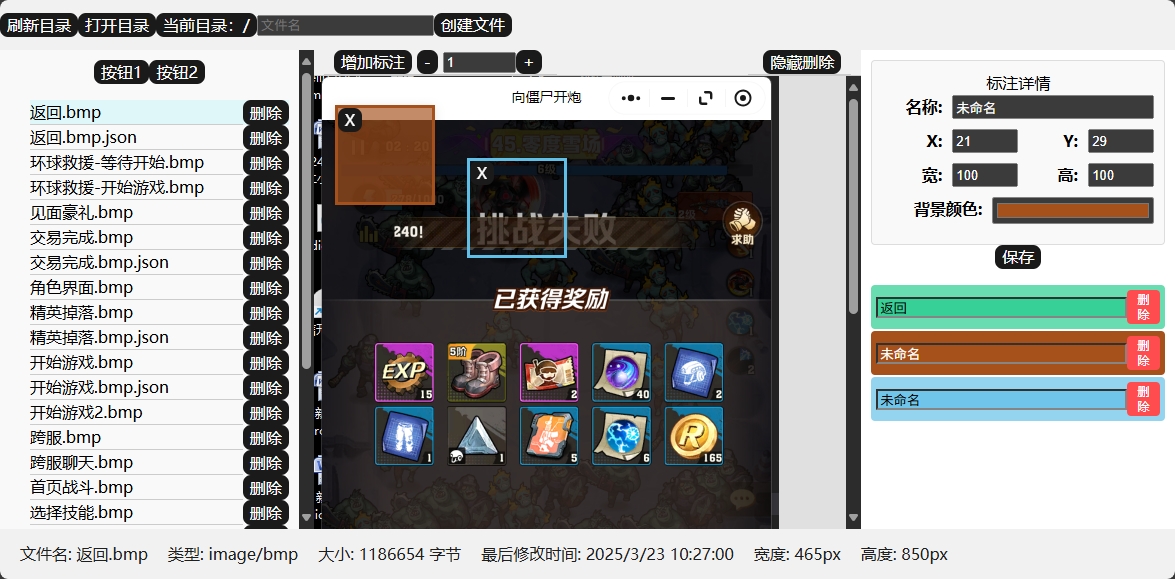 刷新目录 打开目录 当前目录：/ 文件名 创建文件
按钮1 按钮2
返回.bmp 删除
返回.bmp.json 删除
环球救援-等待开始.bmp 删除
环球救援-开始游戏.bmp 删除
见面豪礼.bmp 删除
交易完成.bmp 删除
交易完成.bmp.json 删除
角色界面.bmp 删除
精英掉落.bmp 删除
精英掉落.bmp.json 删除
开始游戏.bmp 删除
开始游戏.bmp.json 删除
开始游戏2.bmp 删除
跨服.bmp 删除
跨服聊天.bmp 删除
首页战斗.bmp 删除
选择技能.bmp 删除
增加标注 - 1 + 隐藏删除
向僵尸开炮
X
45.零度雪场
X 6级
240! 挑战失败
2级
求助
已获得奖励
EXP 15
5阶
2
40
2
1
1
5
6
R 165
标注详情
名称: 未命名
X: 21 Y: 29
宽: 100 高: 100
背景颜色:
保存
返回 删除
未命名 删除
未命名 删除
文件名: 返回.bmp 类型: image/bmp 大小: 1186654 字节 最后修改时间: 2025/3/23 10:27:00 宽度: 465px 高度: 850px